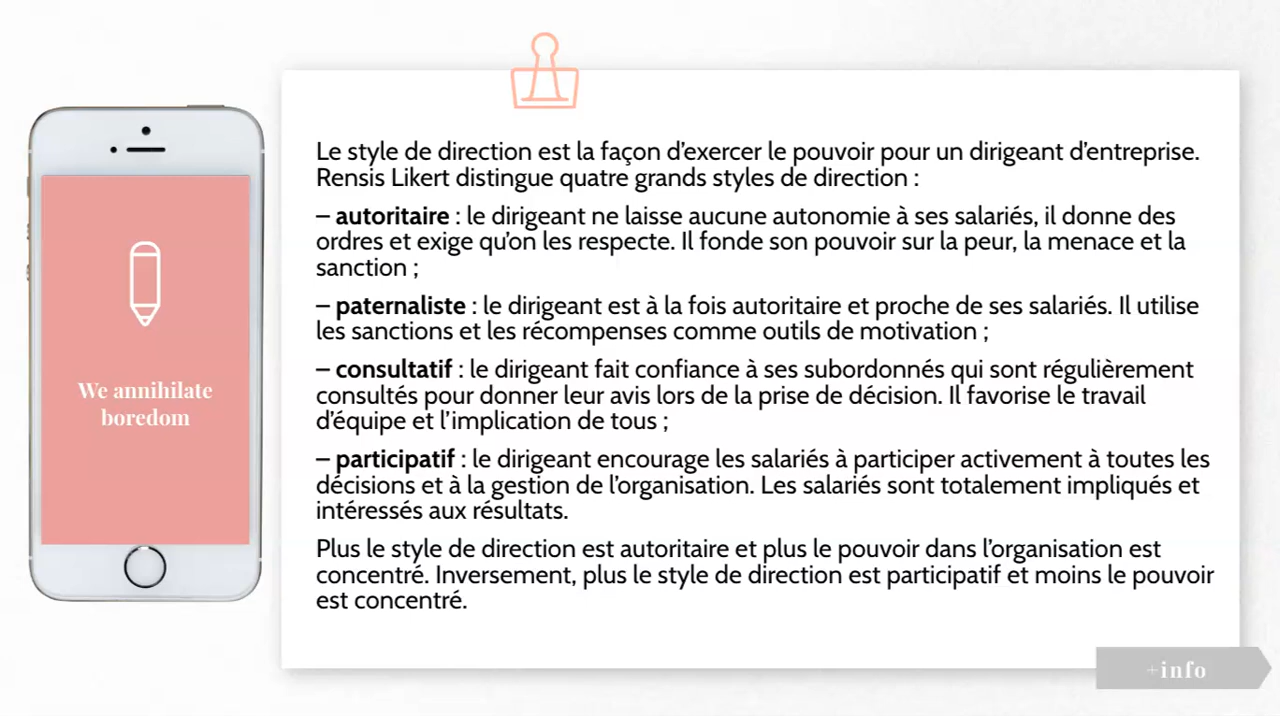 Le style de direction est la façon d’exercer le pouvoir pour un dirigeant d’entreprise.
Rensis Likert distingue quatre grands styles de direction :
– autoritaire : le dirigeant ne laisse aucune autonomie à ses salariés, il donne des
ordres et exige qu’on les respecte. Il fonde son pouvoir sur la peur, la menace et la
sanction ;
– paternaliste : le dirigeant est à la fois autoritaire et proche de ses salariés. Il utilise
les sanctions et les récompenses comme outils de motivation ;
– consultatif : le dirigeant fait confiance à ses subordonnés qui sont régulièrement
consultés pour donner leur avis lors de la prise de décision. Il favorise le travail
d’équipe et l’implication de tous ;
– participatif : le dirigeant encourage les salariés à participer activement à toutes les
décisions et à la gestion de l’organisation. Les salariés sont totalement impliqués et
intéressés aux résultats.
Plus le style de direction est autoritaire et plus le pouvoir dans l’organisation est
concentré. Inversement, plus le style de direction est participatif et moins le pouvoir
est concentré.
We annihilate
boredom
+info